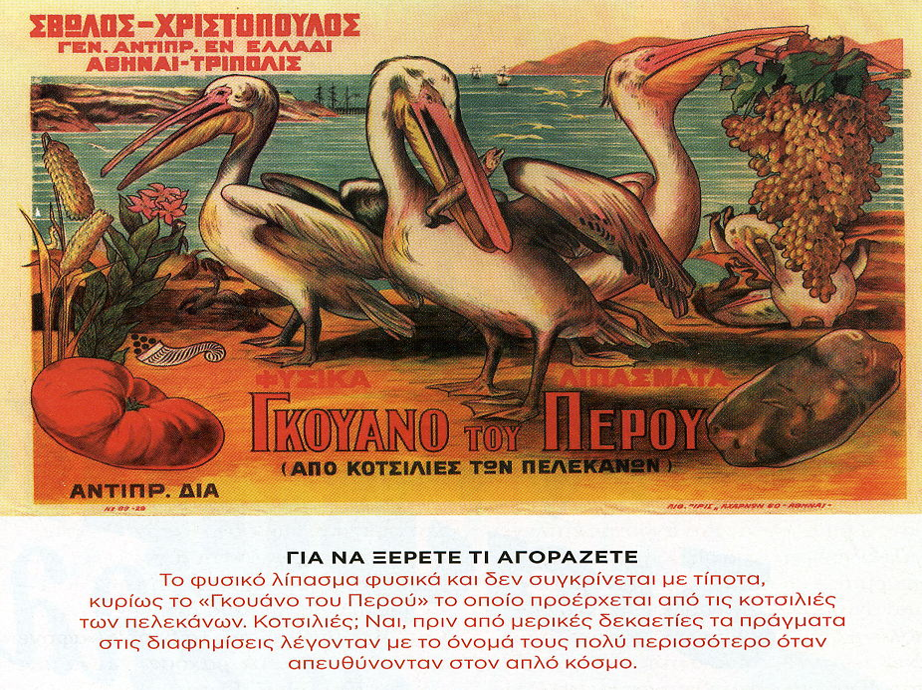 ΣΒΩΛΟΣ-ΧΡΙΣΤΟΠΟΥΛΟΣ
ΓΕΝ. ΑΝΤΙΠΡ. ΕΝ ΕΛΛΑΔΙ
ΑΘΗΝΑΙ-ΤΡΙΠΟΛΙΣ
ΦΥΣΙΚΑ ΛΙΠΑΣΜΑΤΑ
ΓΚΟΥΑΝΟ ΤΟΥ ΠΕΡΟΥ
(ΑΠΟ ΚΟΤΣΙΛΙΕΣ ΤΩΝ ΠΕΛΕΚΑΝΩΝ)
ΑΝΤΙΠΡ. ΔΙΑ
ΛΙΘ. "ΙΡΙΣ" ΑΧΑΡΝΩΝ 60 - ΑΘΗΝΑΙ -
ΓΙΑ ΝΑ ΞΕΡΕΤΕ ΤΙ ΑΓΟΡΑΖΕΤΕ
Το φυσικό λίπασμα φυσικά και δεν συγκρίνεται με τίποτα,
κυρίως το «Γκουάνο του Περού» το οποίο προέρχεται από τις κοτσιλιές
των πελεκάνων. Κοτσιλιές; Ναι, πριν από μερικές δεκαετίες τα πράγματα
στις διαφημίσεις λέγονταν με το όνομά τους πολύ περισσότερο όταν
απευθύνονταν στον απλό κόσμο.